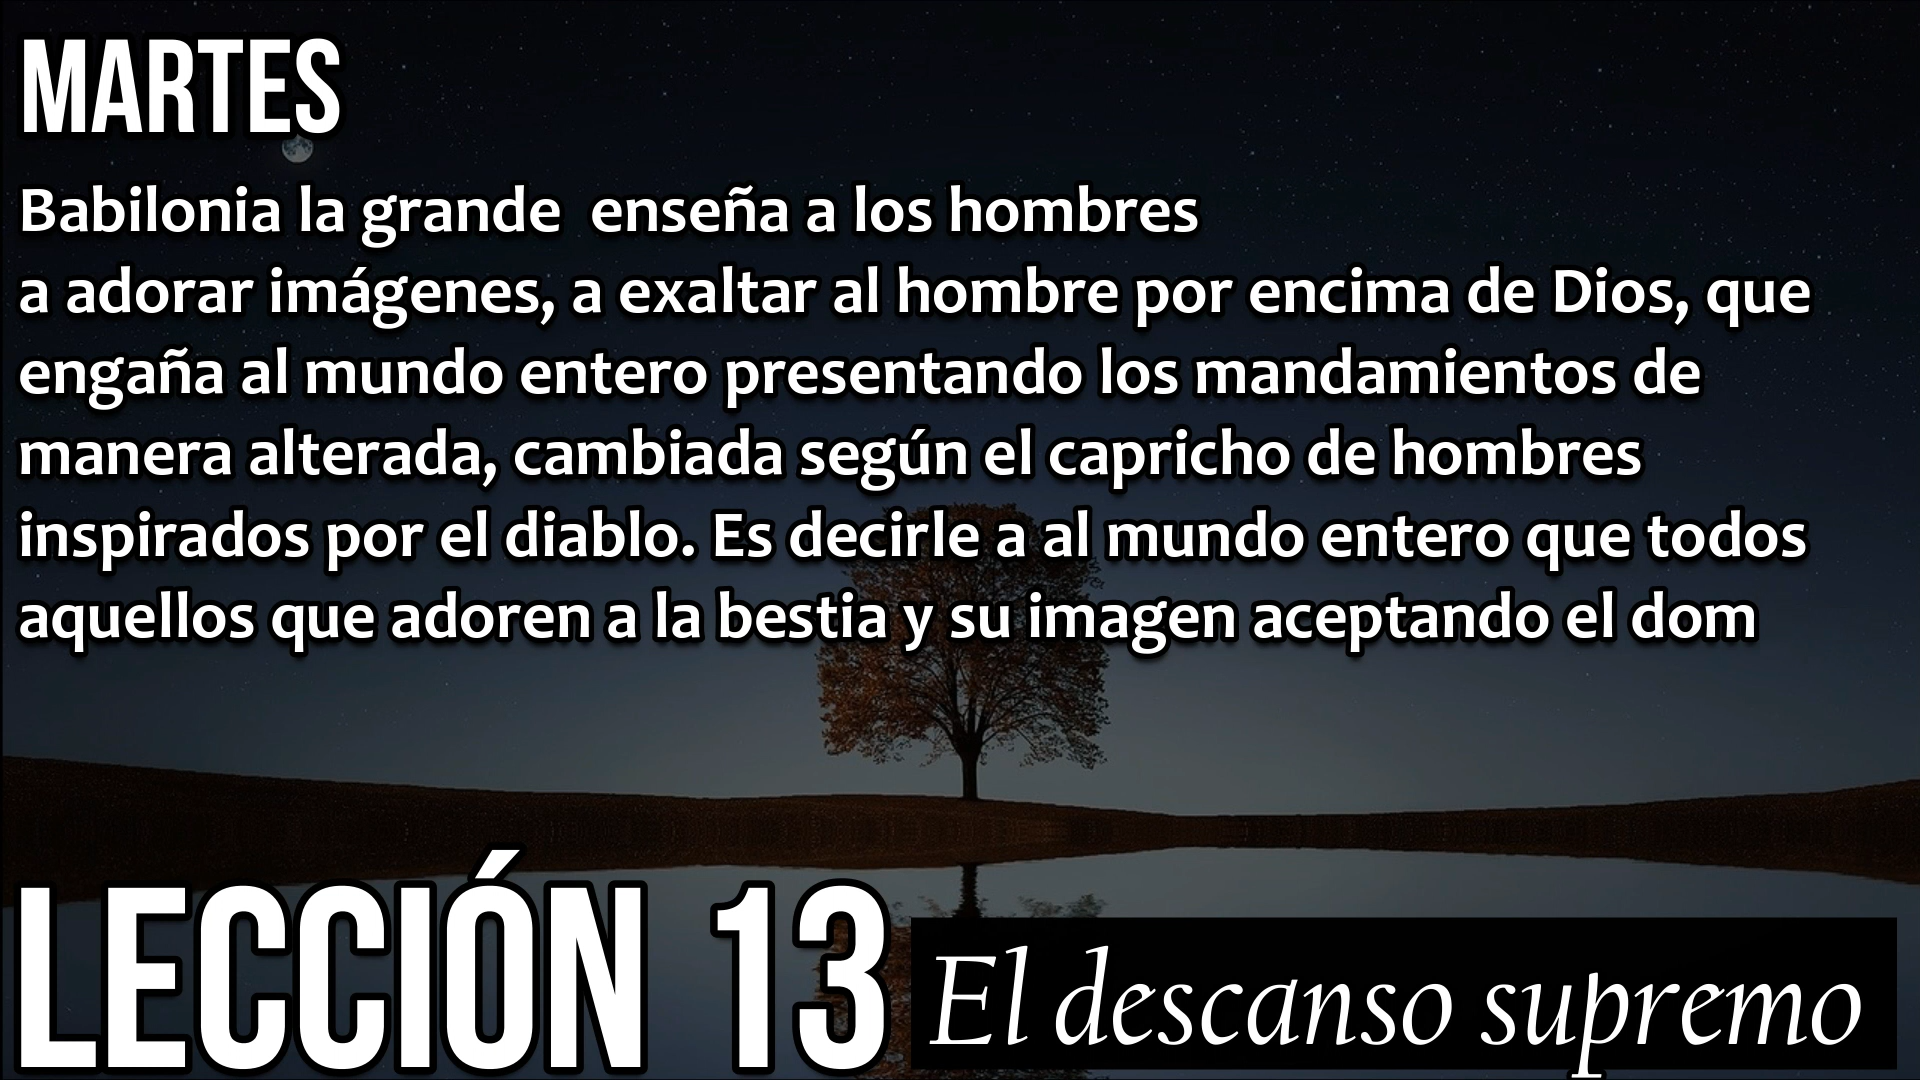 MARTES
Babilonia la grande  enseña a los hombres
a adorar imágenes, a exaltar al hombre por encima de Dios, que
engaña al mundo entero presentando los mandamientos de
manera alterada, cambiada según el capricho de hombres
inspirados por el diablo. Es decirle a al mundo entero que todos
aquellos que adoren a la bestia y su imagen aceptando el dom
LECCIÓN 13
El descanso supremo